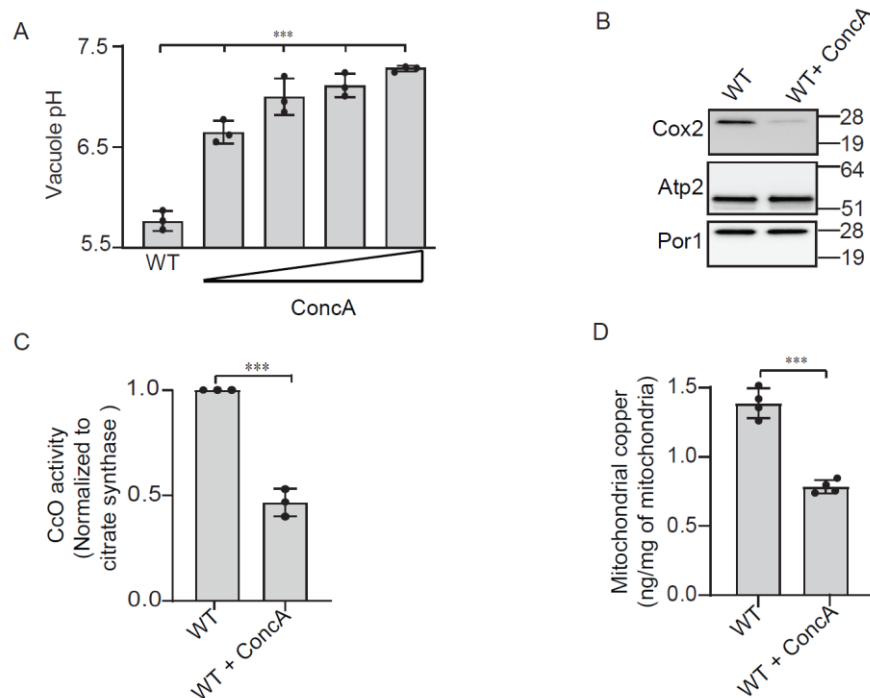 A
***
7.5
6.5
5.5
Vacuole pH
WT
ConcA
B
WT
WT+ ConcA
Cox2
28
19
Atp2
64
51
Por1
28
19
C
***
1.0
0.5
0.0
CcO activity
(Normalized to
citrate synthase )
WT
WT + ConcA
D
***
1.5
1.0
0.5
0.0
Mitochondrial copper
(ng/mg of mitochondria)
WT
WT + ConcA